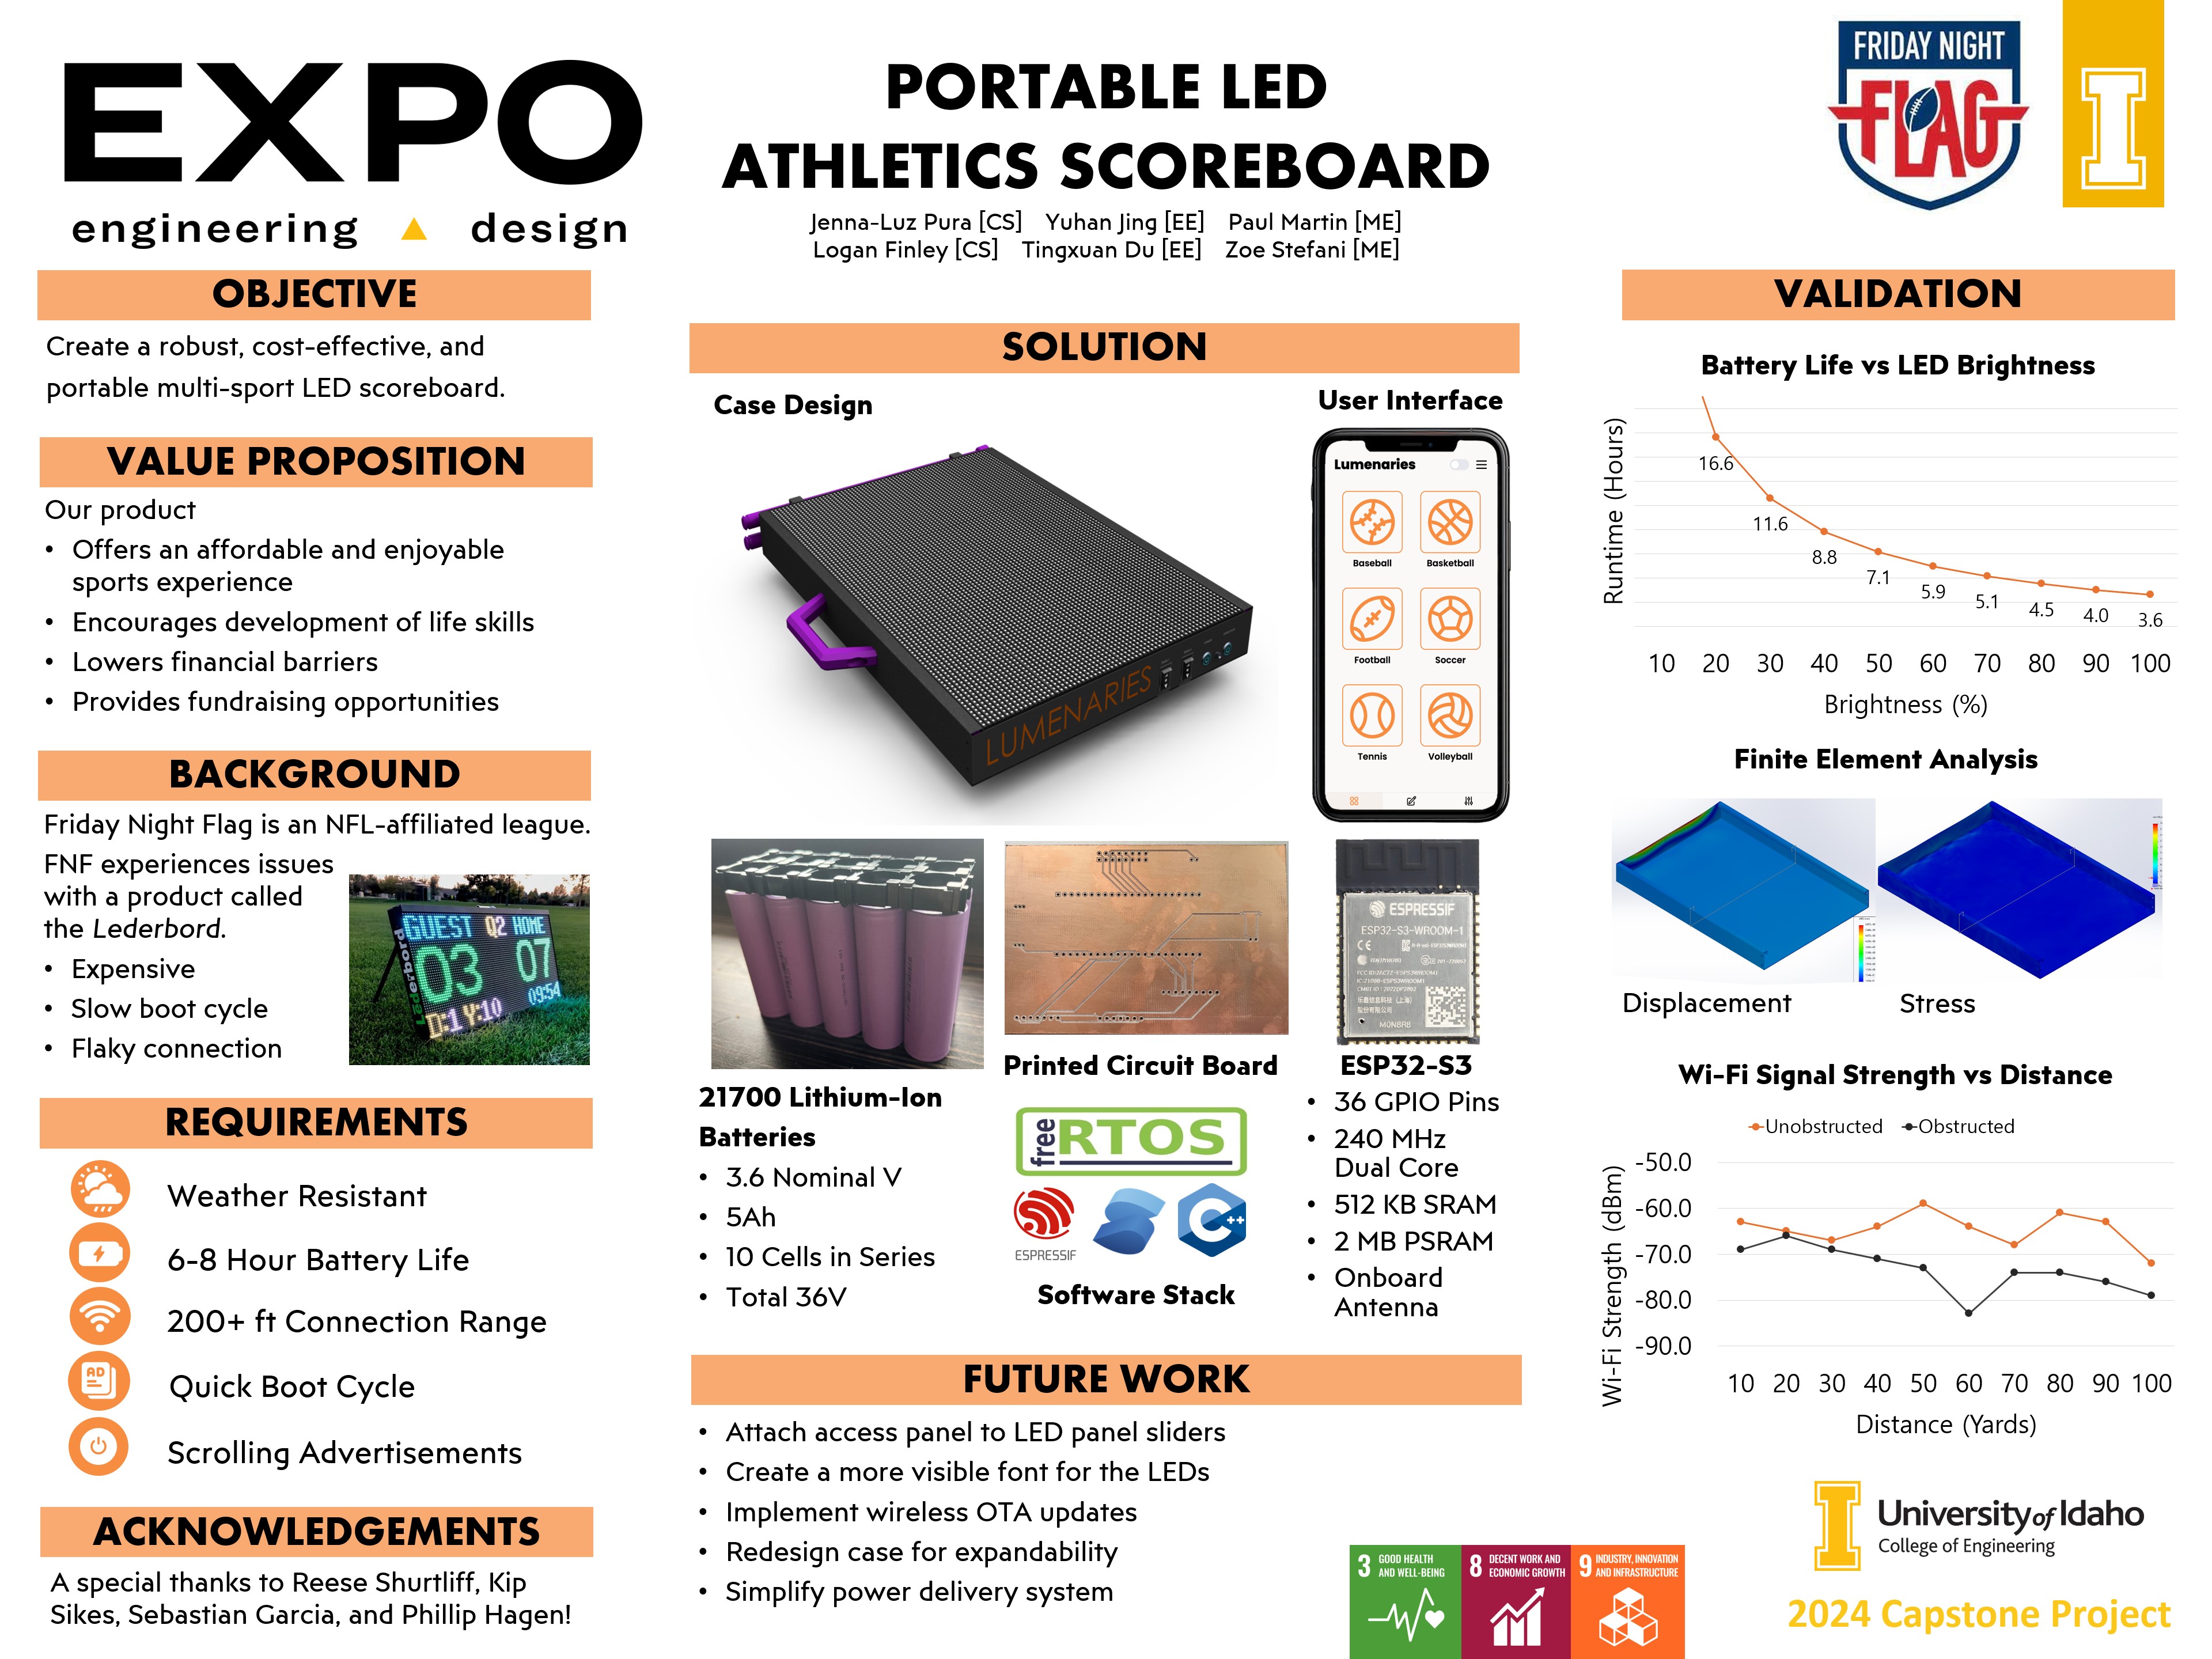 EXPO
engineering design
PORTABLE LED
ATHLETICS SCOREBOARD
Jenna-Luz Pura [CS] Yuhan Jing [EE] Paul Martin [ME]
Logan Finley [CS] Tingxuan Du [EE] Zoe Stefani [ME]
FRIDAY NIGHT
FLAG
I
OBJECTIVE
Create a robust, cost-effective, and
portable multi-sport LED scoreboard.
VALUE PROPOSITION
Our product
• Offers an affordable and enjoyable
sports experience
• Encourages development of life skills
• Lowers financial barriers
• Provides fundraising opportunities
BACKGROUND
Friday Night Flag is an NFL-affiliated league.
FNF experiences issues
with a product called
the Lederbord.
• Expensive
• Slow boot cycle
• Flaky connection
Lederbord
GUEST Q2 HOME
03 07
D:1 Y:10 09:54
REQUIREMENTS
Weather Resistant
6-8 Hour Battery Life
200+ ft Connection Range
AD
Quick Boot Cycle
Scrolling Advertisements
ACKNOWLEDGEMENTS
A special thanks to Reese Shurtliff, Kip
Sikes, Sebastian Garcia, and Phillip Hagen!
SOLUTION
Case Design
LUMENARIES
User Interface
Lumenaries
Baseball Basketball
Football Soccer
Tennis Volleyball
21700 Lithium-Ion
Batteries
• 3.6 Nominal V
• 5Ah
• 10 Cells in Series
• Total 36V
Printed Circuit Board
free RTOS
ESPRESSIF
C++
Software Stack
ESPRESSIF
ESP32-S3-WROOM-1
CE
ESP32-S3
• 36 GPIO Pins
• 240 MHz
Dual Core
• 512 KB SRAM
• 2 MB PSRAM
• Onboard
Antenna
FUTURE WORK
• Attach access panel to LED panel sliders
• Create a more visible font for the LEDs
• Implement wireless OTA updates
• Redesign case for expandability
• Simplify power delivery system
3 GOOD HEALTH
AND WELL-BEING
8 DECENT WORK AND
ECONOMIC GROWTH
9 INDUSTRY, INNOVATION
AND INFRASTRUCTURE
VALIDATION
Battery Life vs LED Brightness
Runtime (Hours)
16.6
11.6
8.8
7.1
5.9
5.1
4.5
4.0
3.6
10 20 30 40 50 60 70 80 90 100
Brightness (%)
Finite Element Analysis
Displacement Stress
Wi-Fi Signal Strength vs Distance
Unobstructed Obstructed
Wi-Fi Strength (dBm)
-50.0
-60.0
-70.0
-80.0
-90.0
10 20 30 40 50 60 70 80 90 100
Distance (Yards)
I
University of Idaho
College of Engineering
2024 Capstone Project